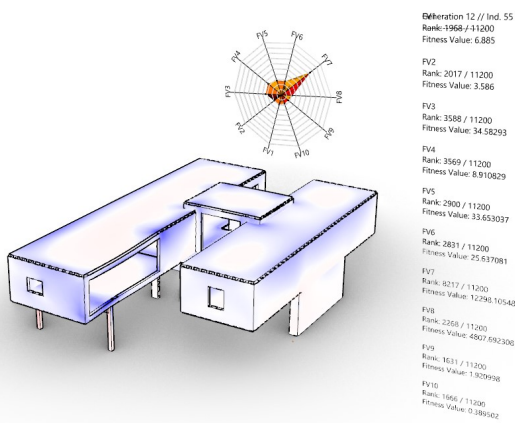 FV5
FV6
FV4
FV7
FV3
FV8
FV2
FV9
FV1
FV10
Generation 12 // Ind. 55
FV1
Rank: 1968 / 11200
Fitness Value: 6.885
FV2
Rank: 2017 / 11200
Fitness Value: 3.586
FV3
Rank: 3588 / 11200
Fitness Value: 34.58293
FV4
Rank: 3569 / 11200
Fitness Value: 8.910829
FV5
Rank: 2900 / 11200
Fitness Value: 33.653037
FV6
Rank: 2831 / 11200
Fitness Value: 25.637081
FV7
Rank: 8217 / 11200
Fitness Value: 12298.10548
FV8
Rank: 2268 / 11200
Fitness Value: 4807.692308
FV9
Rank: 1631 / 11200
Fitness Value: 1.920998
FV10
Rank: 1666 / 11200
Fitness Value: 0.389502